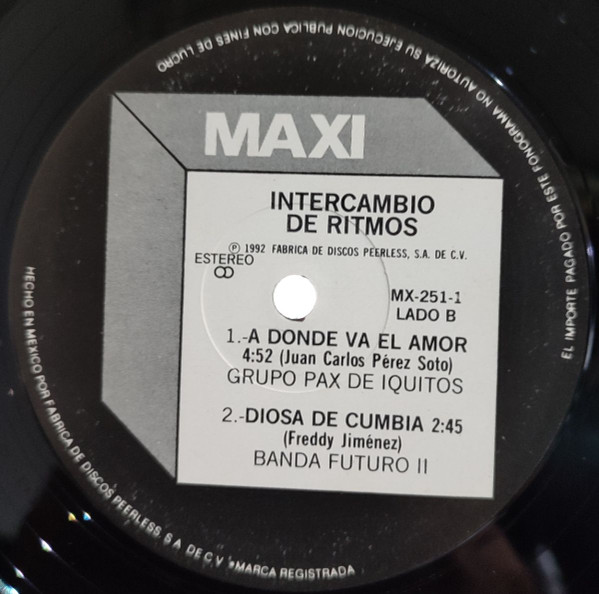 MAXI
INTERCAMBIO
DE RITMOS
℗ 1992 FABRICA DE DISCOS PEERLESS, S.A. DE C.V.
ESTEREO
MX-251-1
LADO B
1.-A DONDE VA EL AMOR
4:52 (Juan Carlos Pérez Soto)
GRUPO PAX DE IQUITOS
2.-DIOSA DE CUMBIA 2:45
(Freddy Jiménez)
BANDA FUTURO II
HECHO EN MEXICO POR FABRICA DE DISCOS PEERLESS S A DE C V •MARCA REGISTRADA
EL IMPORTE PAGADO POR ESTE FONOGRAMA NO AUTORIZA SU EJECUCION PUBLICA CON FINES DE LUCRO